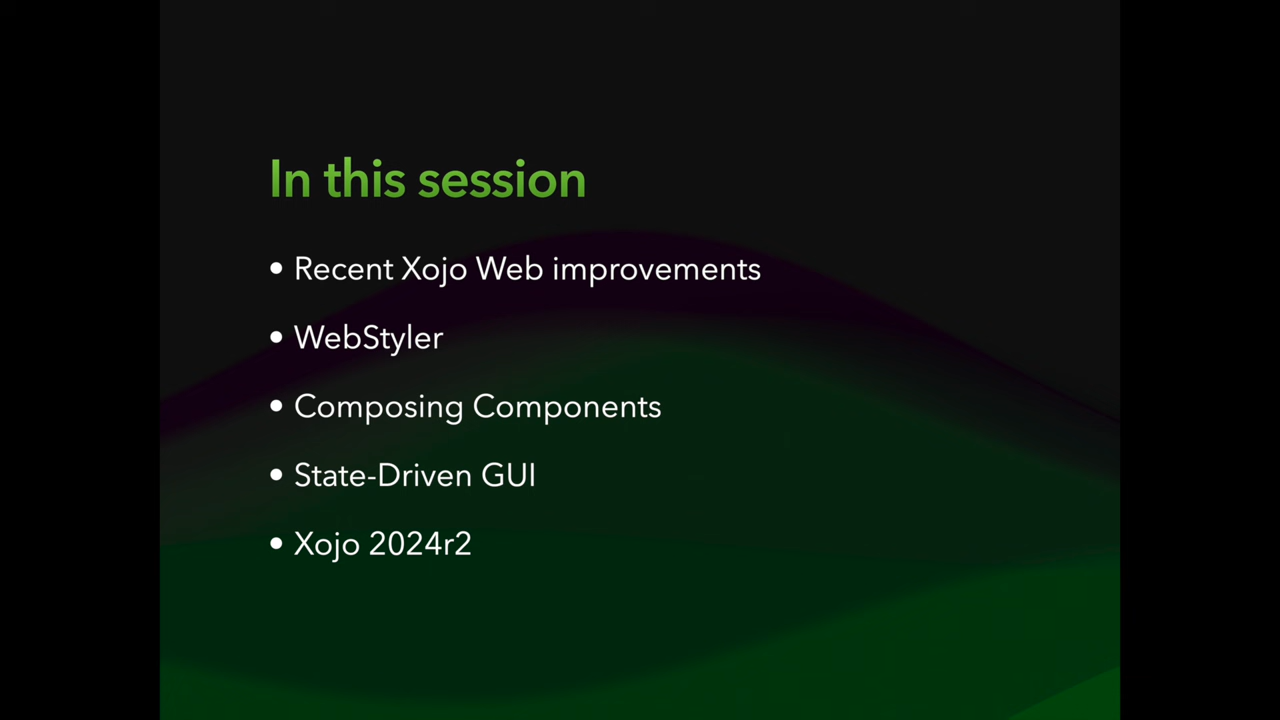 In this session
• Recent Xojo Web improvements
• WebStyler
• Composing Components
• State-Driven GUI
• Xojo 2024r2